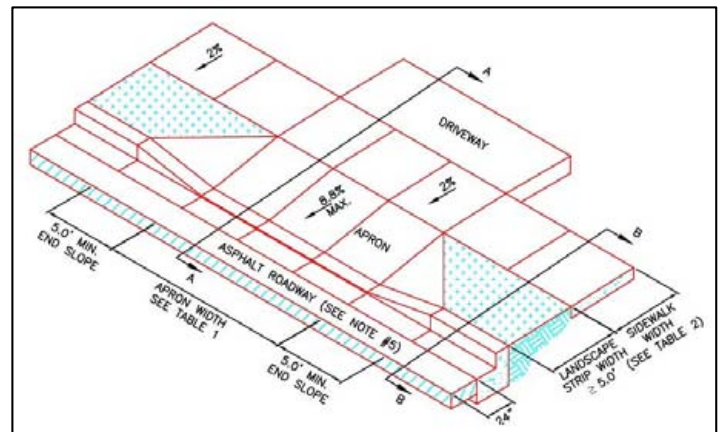 2%
A
DRIVEWAY
8.8%
MAX.
2%
APRON
B
5.0' MIN.
END SLOPE
A
ASPHALT ROADWAY (SEE NOTE #5)
APRON WIDTH
SEE TABLE 1
5.0' MIN.
END SLOPE
B
24"
LANDSCAPE
STRIP WIDTH
≥ 5.0'
SIDEWALK
WIDTH
(SEE TABLE 2)